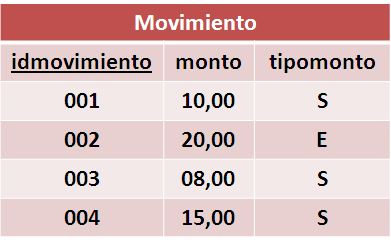 Movimiento
idmovimiento monto tipomonto
001 10,00 S
002 20,00 E
003 08,00 S
004 15,00 S